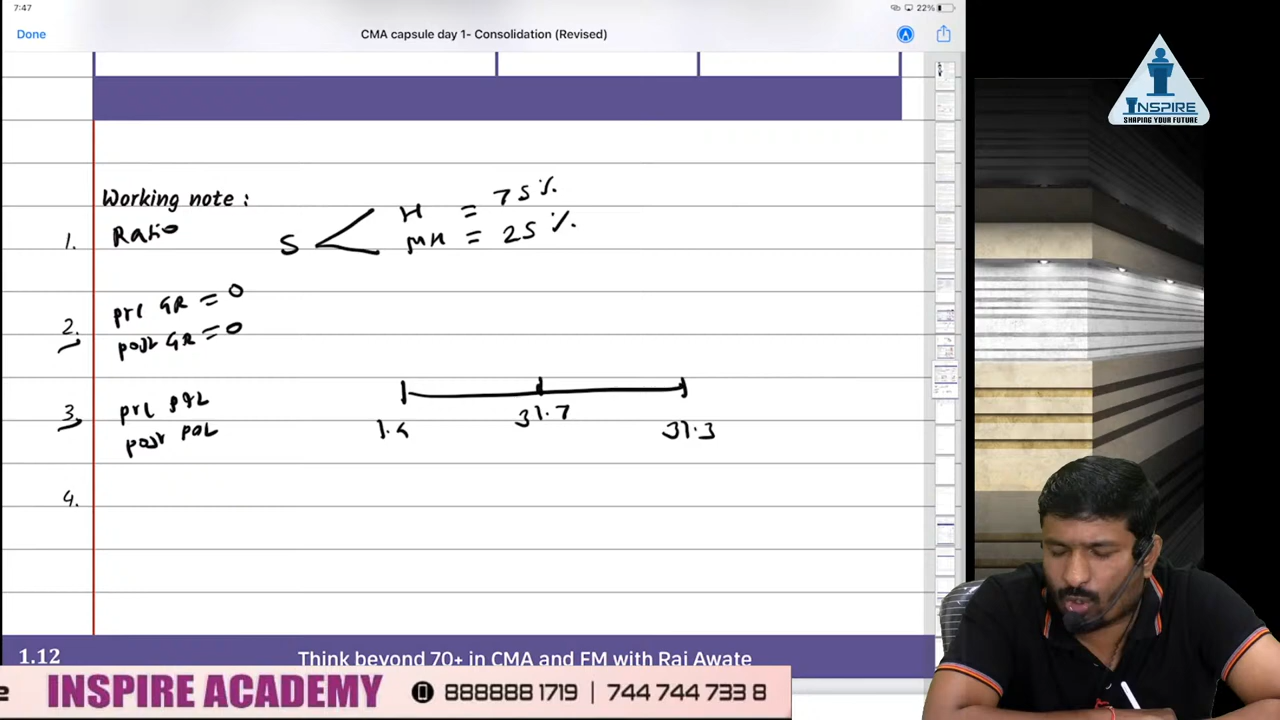 7:47
22%
Done
CMA capsule day 1- Consolidation (Revised)
INSPIRE
SHAPING YOUR FUTURE
Working note :
1. Ratio
S
H = 75%
MH = 25%
2. pre GR = 0
post GR = 0
3. pre P&L
post P&L
1.4
31.7
31.3
4.
1.12
Think beyond 70+ in CMA and FM with Raj Awate
INSPIRE ACADEMY
888888 1719 | 744 744 733 8